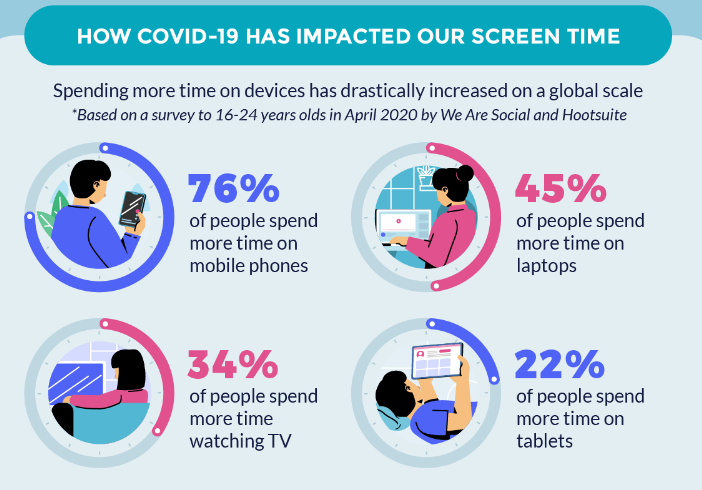 HOW COVID-19 HAS IMPACTED OUR SCREEN TIME
Spending more time on devices has drastically increased on a global scale
*Based on a survey to 16-24 years olds in April 2020 by We Are Social and Hootsuite
76%
of people spend
more time on
mobile phones
45%
of people spend
more time on
laptops
34%
of people spend
more time
watching TV
22%
of people spend
more time on
tablets